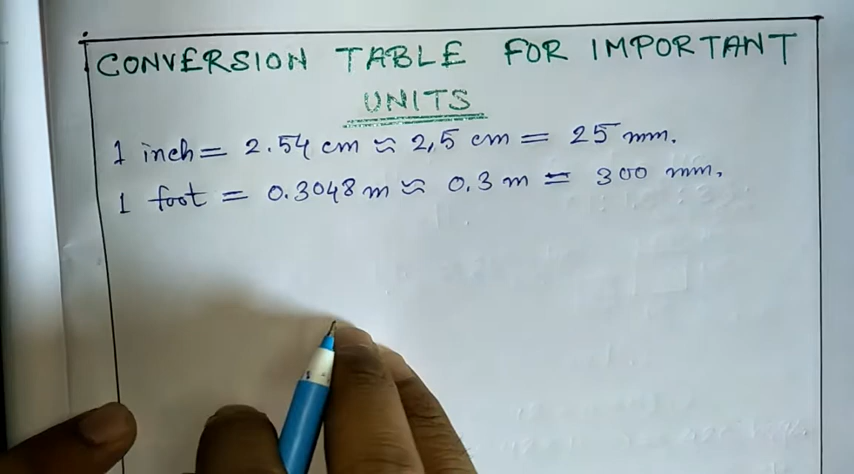 CONVERSION TABLE FOR IMPORTANT
UNITS
1 inch = 2.54 cm ≈ 2,5 cm = 25 mm.
1 foot = 0.3048 m ≈ 0.3 m = 300 mm.